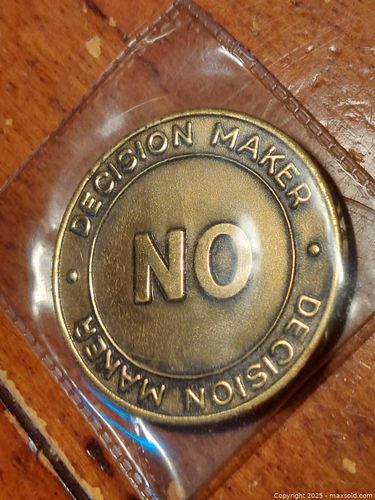 DECISION MAKER
NO
DECISION MAKER
Copyright 2025 - maxsold.com